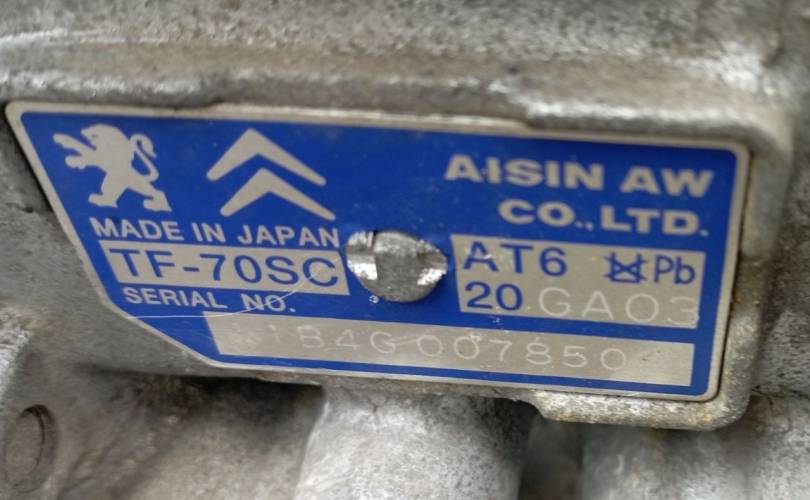 AISIN AW
CO., LTD.
MADE IN JAPAN
TF-70SC
AT6 Pb
20 GA03
SERIAL NO.
1B4G007850